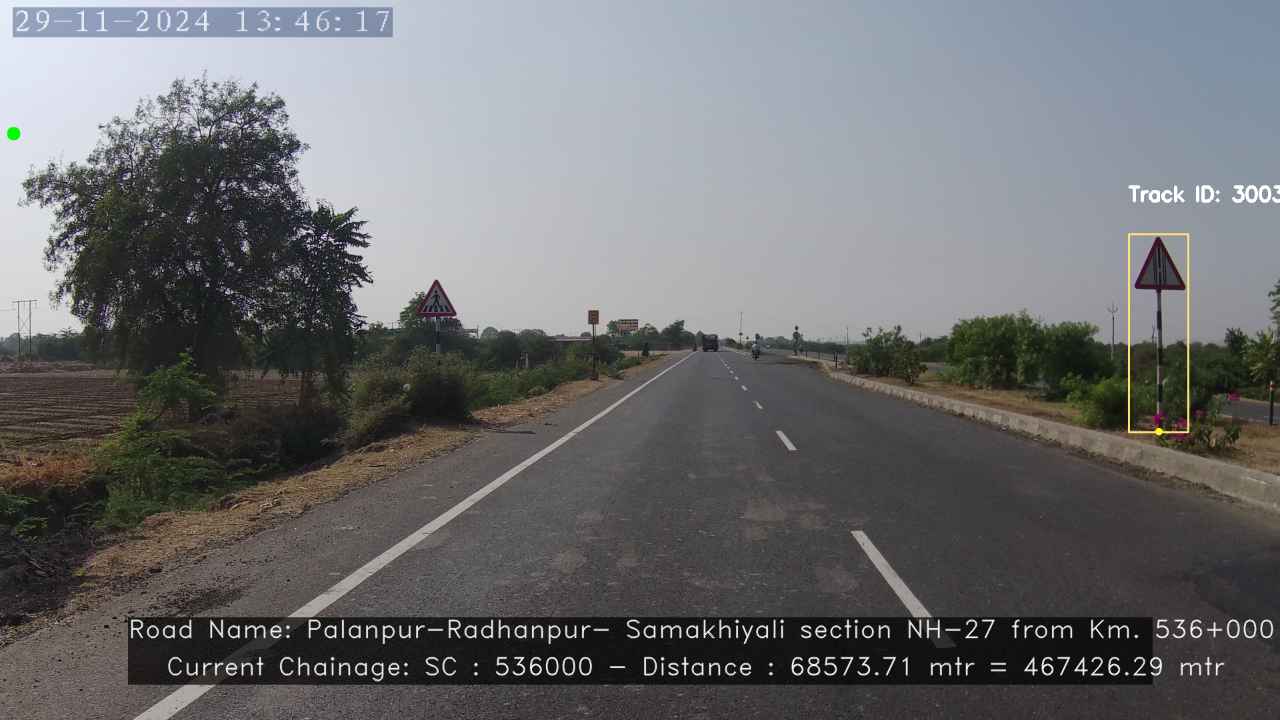 29-11-2024 13:46:17
Track ID: 3003
Road Name: Palanpur-Radhanpur- Samakhiyali section NH-27 from Km. 536+000
Current Chainage: SC : 536000 - Distance : 68573.71 mtr = 467426.29 mtr